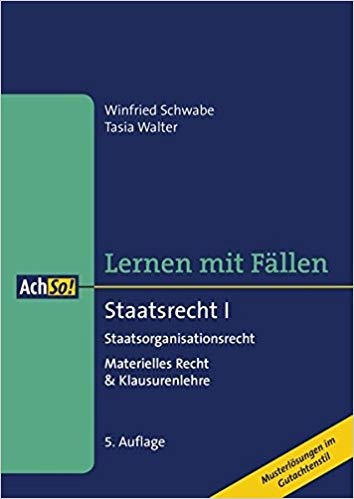 Winfried Schwabe
Tasia Walter
AchSo!
Lernen mit Fällen
Staatsrecht I
Staatsorganisationsrecht
Materielles Recht
& Klausurenlehre
5. Auflage
Musterlösungen im
Gutachtenstil